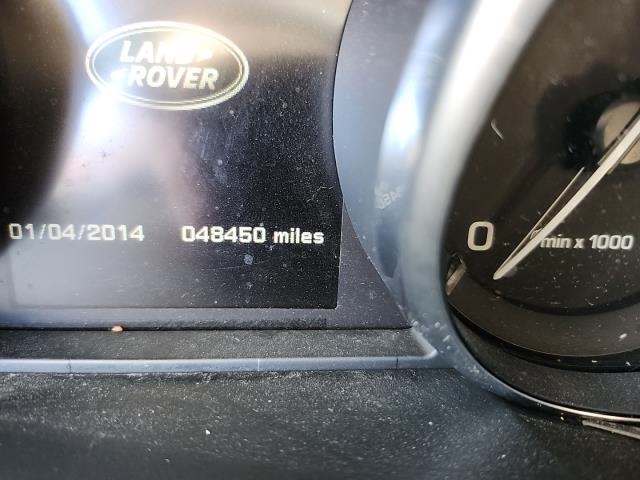 LAND
ROVER
01/04/2014 048450 miles
0 min x 1000